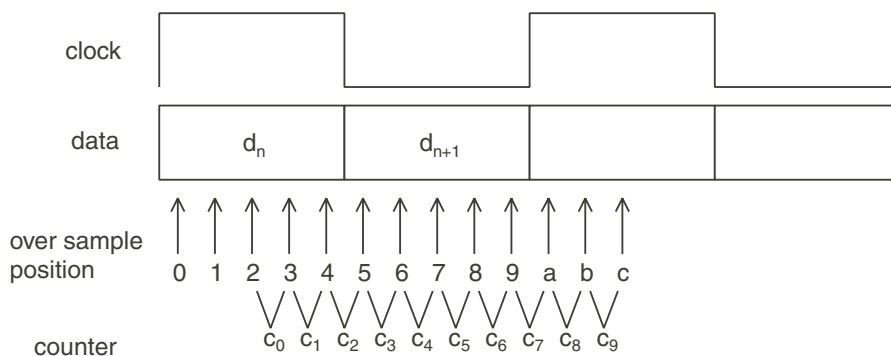 clock
data dₙ dₙ₊₁
over sample
position 0 1 2 3 4 5 6 7 8 9 a b c
counter c₀ c₁ c₂ c₃ c₄ c₅ c₆ c₇ c₈ c₉